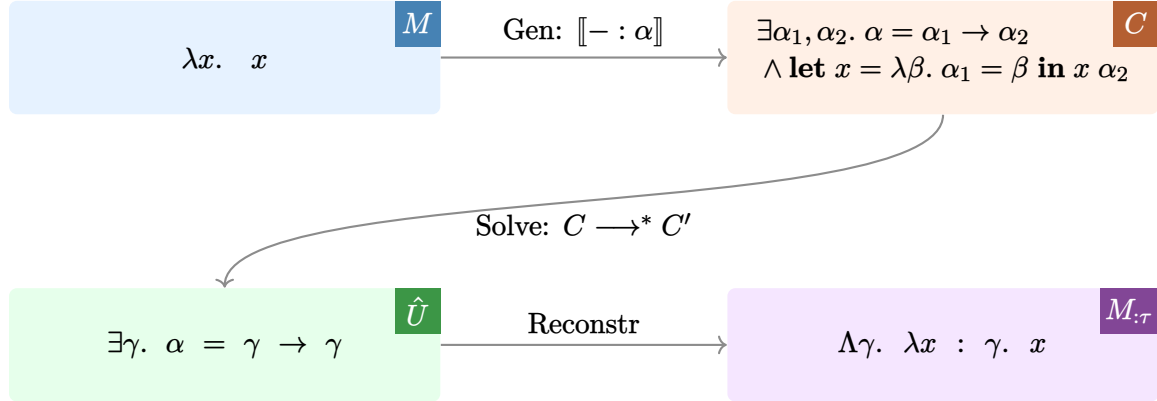 M
λx. x
Gen: ⟦− : α⟧
C
∃α₁, α₂. α = α₁ → α₂
∧ let x = λβ. α₁ = β in x α₂
Solve: C ⟶* C′
Û
∃γ. α = γ → γ
Reconstr
M:τ
Λγ. λx : γ. x